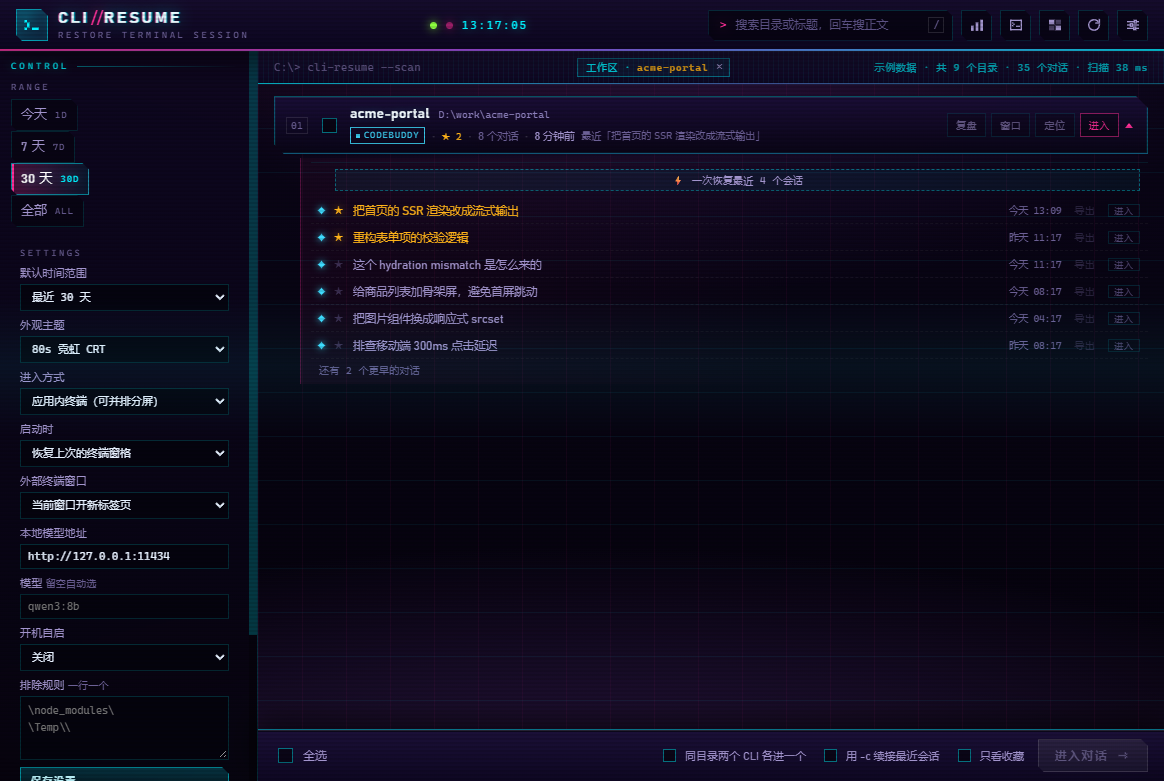 CLI//RESUME
RESTORE TERMINAL SESSION
13:17:05
> 搜索目录或标题，回车搜正文 /
CONTROL
RANGE
今天 1D
7 天 7D
30 天 30D
全部 ALL
SETTINGS
默认时间范围
最近 30 天
外观主题
80s 霓虹 CRT
进入方式
应用内终端（可并排分屏）
启动时
恢复上次的终端窗格
外部终端窗口
当前窗口开新标签页
本地模型地址
http://127.0.0.1:11434
模型 留空自动选
qwen3:8b
开机自启
关闭
排除规则 一行一个
\node_modules\
\Temp\\
保存设置
C:\> cli-resume --scan
工作区 · acme-portal ×
示例数据 · 共 9 个目录 · 35 个对话 · 扫描 38 ms
01
acme-portal D:\work\acme-portal
CODEBUDDY · ★ 2 · 8 个对话 · 8 分钟前 最近「把首页的 SSR 渲染改成流式输出」
复盘 窗口 定位 进入
一次恢复最近 4 个会话
★ 把首页的 SSR 渲染改成流式输出 今天 13:09 导出 进入
★ 重构表单项的校验逻辑 昨天 11:17 导出 进入
★ 这个 hydration mismatch 是怎么来的 今天 11:17 导出 进入
★ 给商品列表加骨架屏，避免首屏跳动 今天 08:17 导出 进入
★ 把图片组件换成响应式 srcset 今天 04:17 导出 进入
★ 排查移动端 300ms 点击延迟 昨天 08:17 导出 进入
还有 2 个更早的对话
全选
同目录两个 CLI 各进一个
用 -c 续接最近会话
只看收藏
进入对话